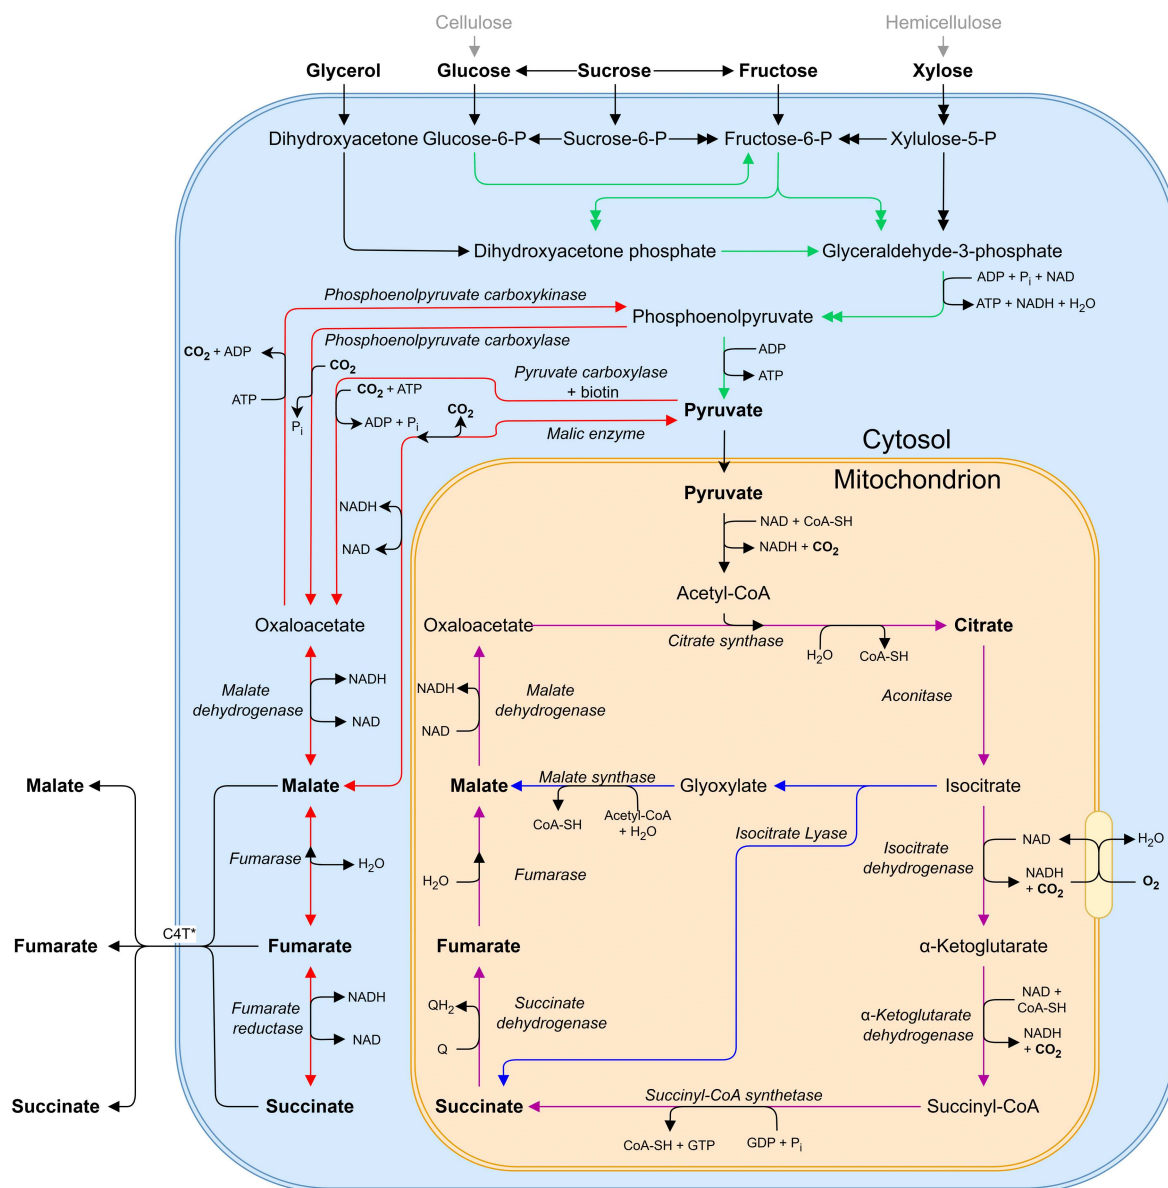 Cellulose
Hemicellulose
Glycerol
Glucose
Sucrose
Fructose
Xylose
Dihydroxyacetone
Glucose-6-P
Sucrose-6-P
Fructose-6-P
Xylulose-5-P
Dihydroxyacetone phosphate
Glyceraldehyde-3-phosphate
ADP + Pi + NAD
ATP + NADH + H2O
Phosphoenolpyruvate carboxykinase
Phosphoenolpyruvate
Phosphoenolpyruvate carboxylase
CO2 + ADP
ATP
CO2
Pi
CO2 + ATP
ADP + Pi
Pyruvate carboxylase
+ biotin
ADP
ATP
CO2
Pyruvate
Malic enzyme
Cytosol
Mitochondrion
Pyruvate
NADH
NAD
NAD + CoA-SH
NADH + CO2
Acetyl-CoA
Oxaloacetate
Oxaloacetate
Citrate synthase
H2O
CoA-SH
Citrate
Malate
dehydrogenase
NADH
NAD
NADH
NAD
Malate
dehydrogenase
Aconitase
Malate
Malate
Malate
Malate synthase
CoA-SH
Acetyl-CoA
+ H2O
Glyoxylate
Isocitrate
Isocitrate Lyase
Fumarase
H2O
H2O
Fumarase
Isocitrate
dehydrogenase
NAD
NADH
+ CO2
H2O
O2
C4T*
Fumarate
Fumarate
Fumarate
α-Ketoglutarate
Fumarate
reductase
NADH
NAD
QH2
Q
Succinate
dehydrogenase
α-Ketoglutarate
dehydrogenase
NAD +
CoA-SH
NADH
+ CO2
Succinate
Succinate
Succinate
Succinyl-CoA synthetase
CoA-SH + GTP
GDP + Pi
Succinyl-CoA